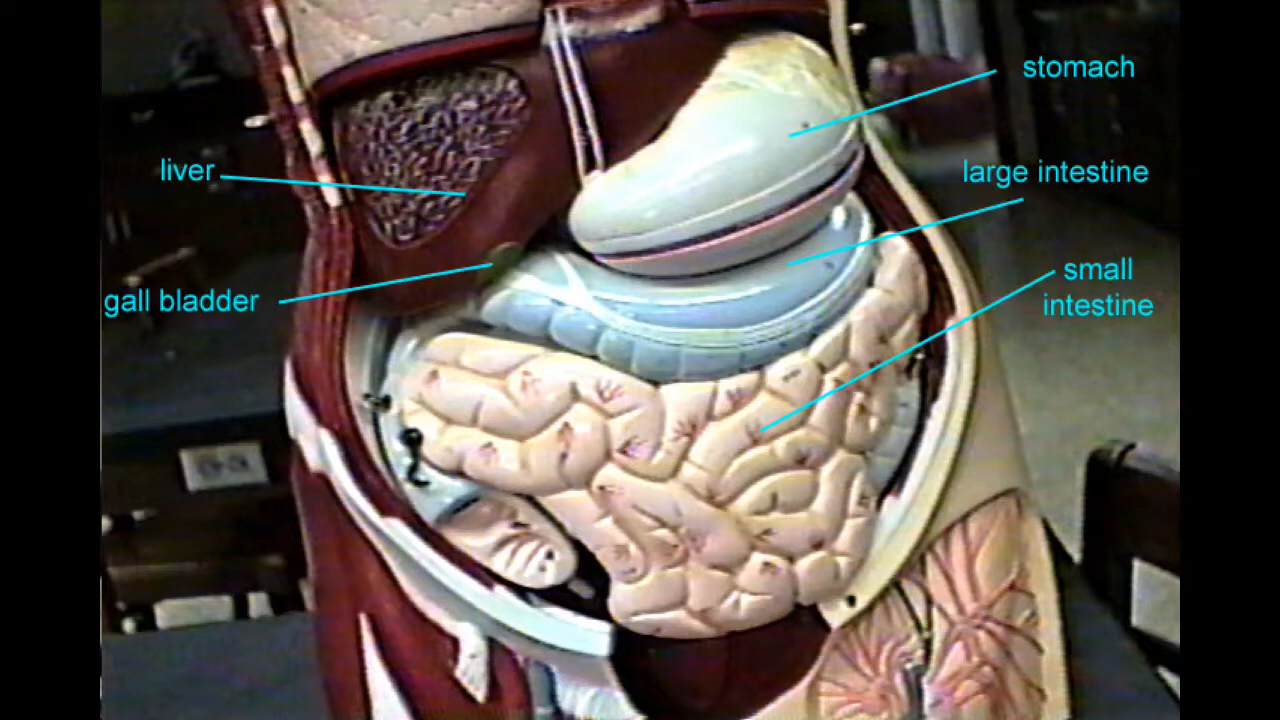 stomach
liver
large intestine
gall bladder
small
intestine